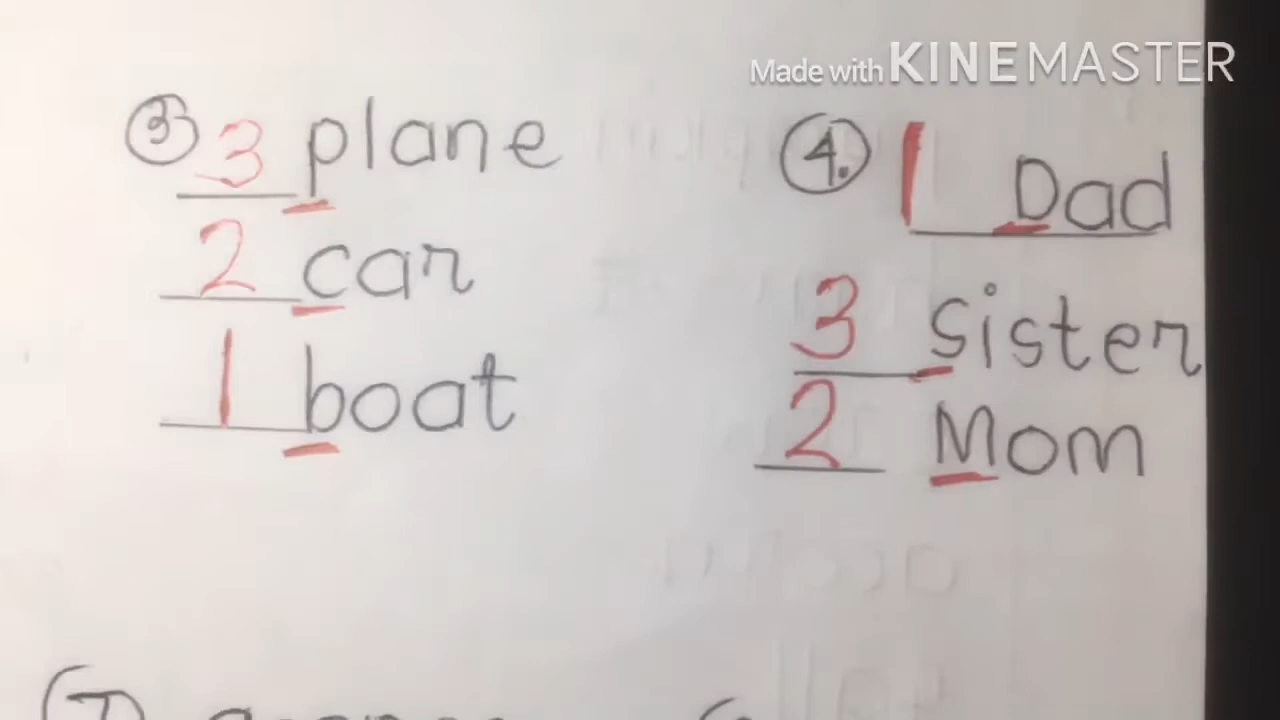 Made with KINEMASTER
3 3 plane
2 car
1 boat
4. 1 Dad
3 sister
2 Mom